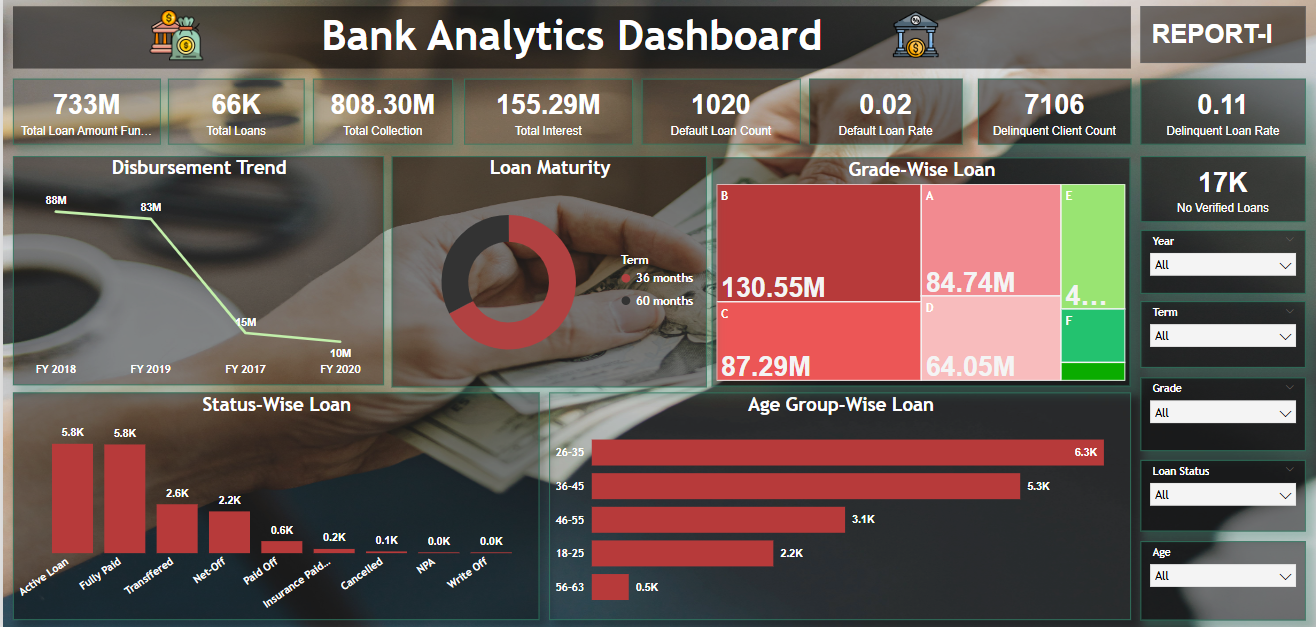 Bank Analytics Dashboard
REPORT-I
733M
Total Loan Amount Fun...
66K
Total Loans
808.30M
Total Collection
155.29M
Total Interest
1020
Default Loan Count
0.02
Default Loan Rate
7106
Delinquent Client Count
0.11
Delinquent Loan Rate
Disbursement Trend
88M
83M
15M
10M
FY 2018
FY 2019
FY 2017
FY 2020
Loan Maturity
Term
36 months
60 months
Grade-Wise Loan
B
130.55M
A
84.74M
E
4...
C
87.29M
D
64.05M
F
17K
No Verified Loans
Year
All
Term
All
Grade
All
Loan Status
All
Age
All
Status-Wise Loan
5.8K
5.8K
2.6K
2.2K
0.6K
0.2K
0.1K
0.0K
0.0K
Active Loan
Fully Paid
Transffered
Net-Off
Paid Off
Insurance Paid...
Cancelled
NPA
Write Off
Age Group-Wise Loan
26-35
6.3K
36-45
5.3K
46-55
3.1K
18-25
2.2K
56-63
0.5K